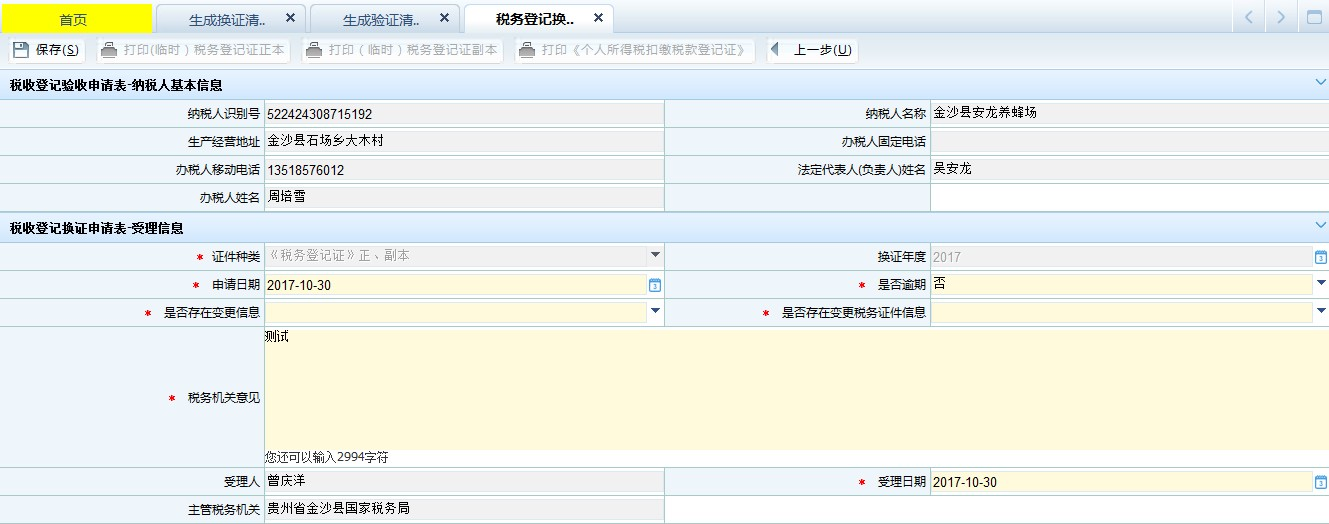 首页 生成换证清.. 生成验证清.. 税务登记换..
保存(S) 打印(临时）税务登记证正本 打印（临时）税务登记证副本 打印《个人所得税扣缴税款登记证》 上一步(U)
税收登记验收申请表-纳税人基本信息
纳税人识别号 522424308715192 纳税人名称 金沙县安龙养蜂场
生产经营地址 金沙县石场乡大木村 办税人固定电话
办税人移动电话 13518576012 法定代表人(负责人)姓名 吴安龙
办税人姓名 周培雪
税收登记换证申请表-受理信息
* 证件种类 《税务登记证》正、副本 换证年度 2017
* 申请日期 2017-10-30 * 是否逾期 否
* 是否存在变更信息 * 是否存在变更税务证件信息
测试
* 税务机关意见
您还可以输入2994字符
受理人 曾庆洋 * 受理日期 2017-10-30
主管税务机关 贵州省金沙县国家税务局